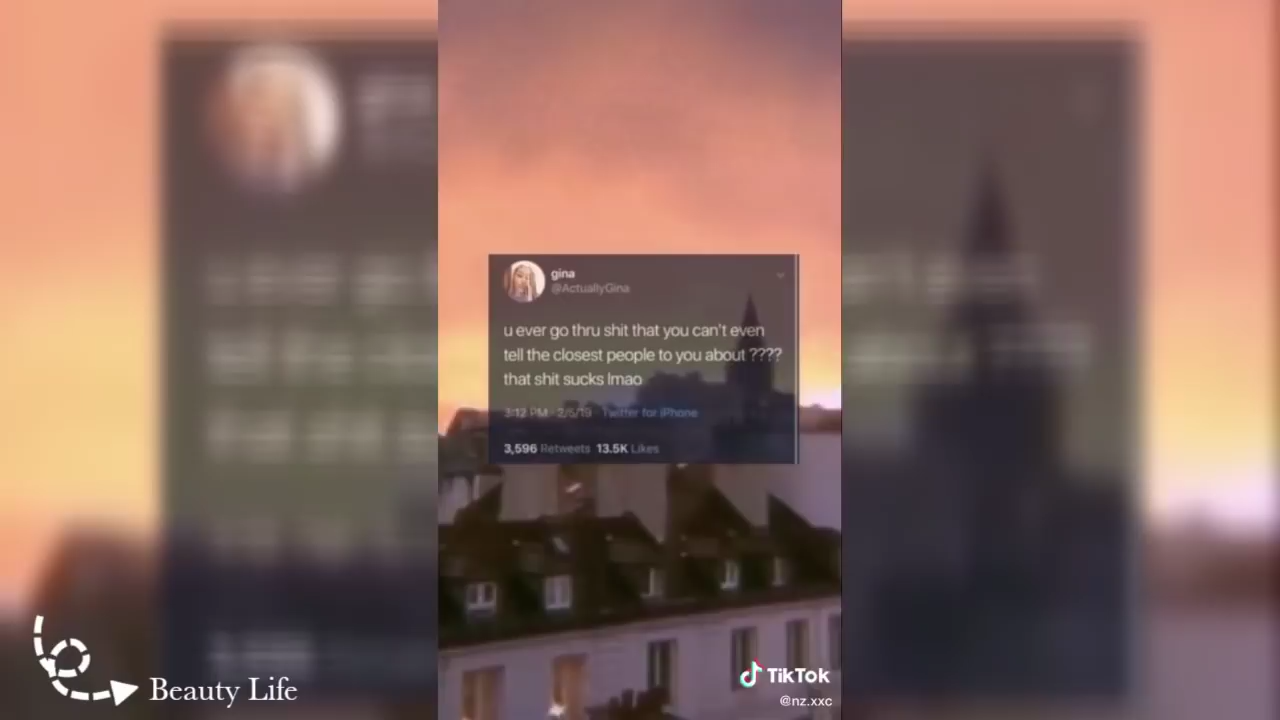 gina
@ActuallyGina
u ever go thru shit that you can't even
tell the closest people to you about ????
that shit sucks lmao
3:12 PM · 2/5/19 · Twitter for iPhone
3,596 Retweets 13.5K Likes
TikTok
@nz.xxc
Beauty Life